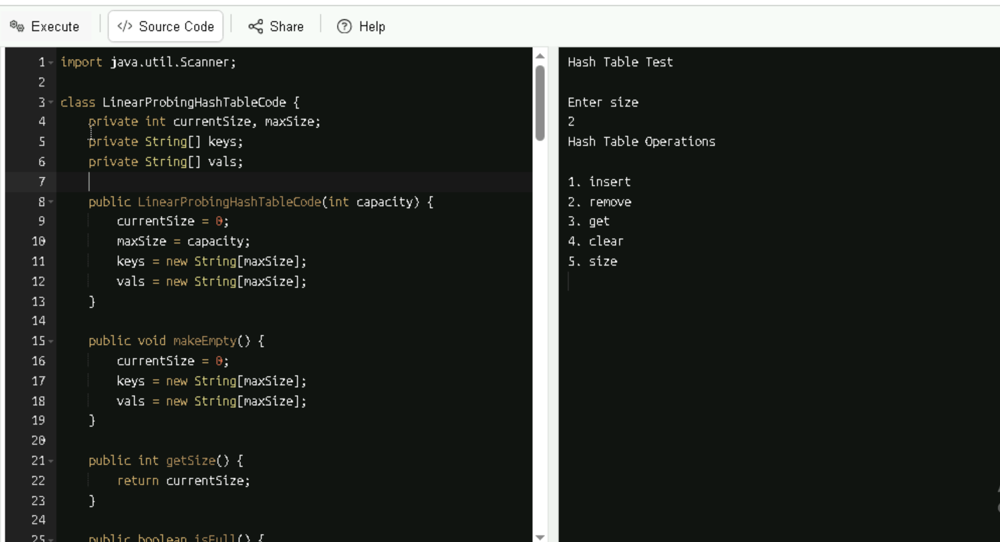 Execute
Source Code
Share
Help
1 import java.util.Scanner;
2
3 class LinearProbingHashTableCode {
4     private int currentSize, maxSize;
5     private String[] keys;
6     private String[] vals;
7
8     public LinearProbingHashTableCode(int capacity) {
9         currentSize = 0;
10         maxSize = capacity;
11         keys = new String[maxSize];
12         vals = new String[maxSize];
13     }
14
15     public void makeEmpty() {
16         currentSize = 0;
17         keys = new String[maxSize];
18         vals = new String[maxSize];
19     }
20
21     public int getSize() {
22         return currentSize;
23     }
24
25     public boolean isFull() {
Hash Table Test
Enter size
2
Hash Table Operations
1. insert
2. remove
3. get
4. clear
5. size